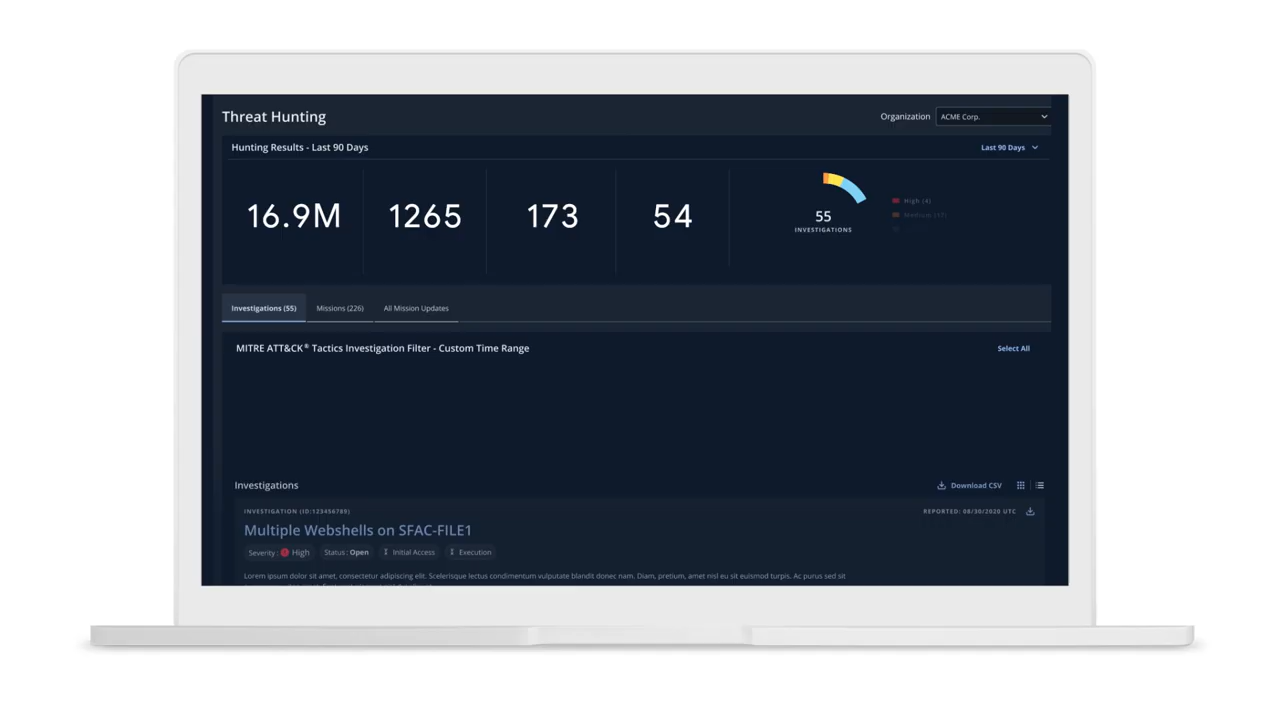 Threat Hunting
Organization ACME Corp.
Hunting Results - Last 90 Days
Last 90 Days
16.9M 1265 173 54
55
INVESTIGATIONS
High (4)
Medium (17)
Investigations (55) Missions (226) All Mission Updates
MITRE ATT&CK® Tactics Investigation Filter - Custom Time Range
Select All
Investigations
Download CSV
INVESTIGATION (ID:123456789)
REPORTED: 08/30/2020 UTC
Multiple Webshells on SFAC-FILE1
Severity : High Status : Open Initial Access Execution
Lorem ipsum dolor sit amet, consectetur adipiscing elit. Scelerisque lectus condimentum vulputate blandit donec nam. Diam, pretium, amet nisl eu sit euismod turpis. Ac purus sed sit